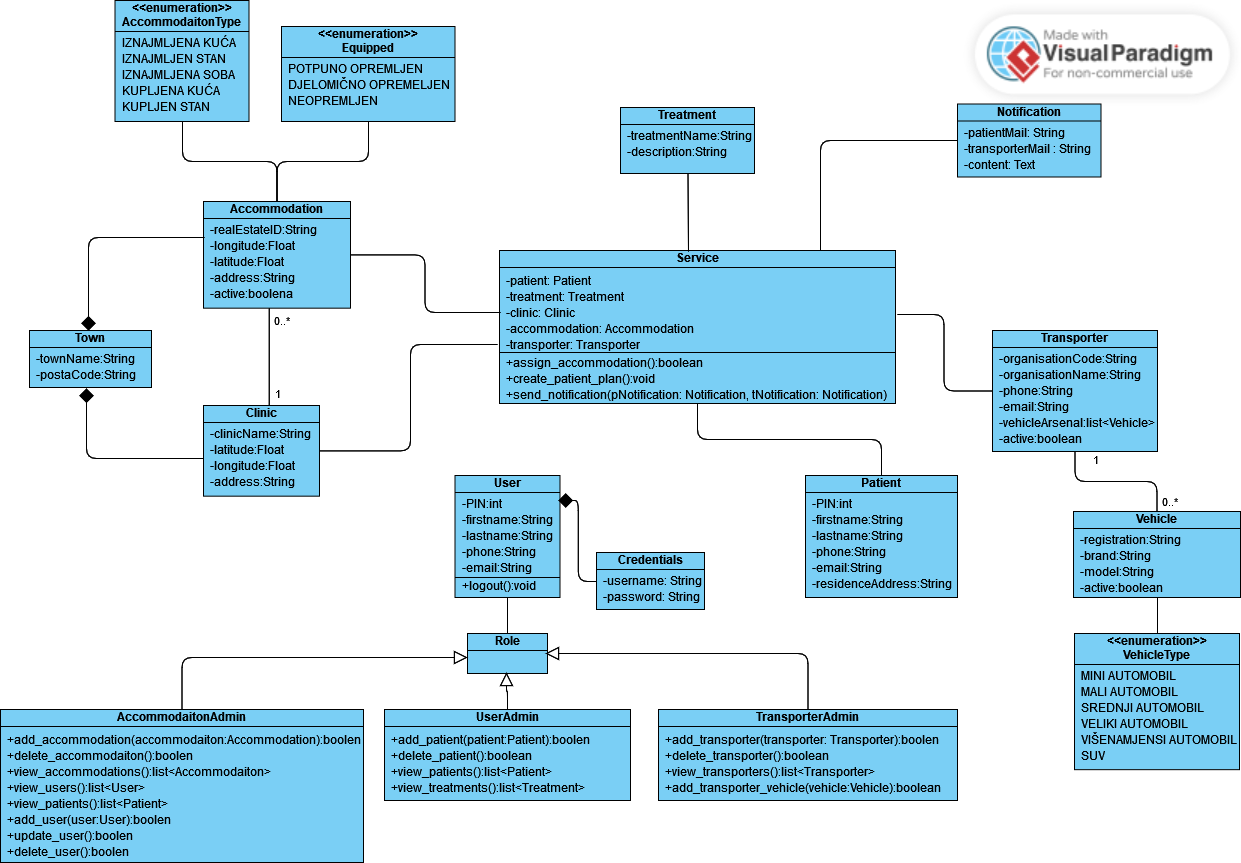 <<enumeration>>
AccommodaitonType
IZNAJMLJENA KUĆA
IZNAJMLJEN STAN
IZNAJMLJENA SOBA
KUPLJENA KUĆA
KUPLJEN STAN
<<enumeration>>
Equipped
POTPUNO OPREMLJEN
DJELOMIČNO OPREMELJEN
NEOPREMLJEN
Made with
VisualParadigm
For non-commercial use
Treatment
-treatmentName:String
-description:String
Notification
-patientMail: String
-transporterMail : String
-content: Text
Accommodation
-realEstateID:String
-longitude:Float
-latitude:Float
-address:String
-active:boolena
0..*
1
Service
-patient: Patient
-treatment: Treatment
-clinic: Clinic
-accommodation: Accommodation
-transporter: Transporter
+assign_accommodation():boolean
+create_patient_plan():void
+send_notification(pNotification: Notification, tNotification: Notification)
Town
-townName:String
-postaCode:String
Transporter
-organisationCode:String
-organisationName:String
-phone:String
-email:String
-vehicleArsenal:list<Vehicle>
-active:boolean
1
0..*
Clinic
-clinicName:String
-latitude:Float
-longitude:Float
-address:String
User
-PIN:int
-firstname:String
-lastname:String
-phone:String
-email:String
+logout():void
Credentials
-username: String
-password: String
Patient
-PIN:int
-firstname:String
-lastname:String
-phone:String
-email:String
-residenceAddress:String
Vehicle
-registration:String
-brand:String
-model:String
-active:boolean
Role
<<enumeration>>
VehicleType
MINI AUTOMOBIL
MALI AUTOMOBIL
SREDNJI AUTOMOBIL
VELIKI AUTOMOBIL
VIŠENAMJENSI AUTOMOBIL
SUV
AccommodaitonAdmin
+add_accommodation(accommodaiton:Accommodation):boolen
+delete_accommodaiton():boolen
+view_accommodations():list<Accommodaiton>
+view_users():list<User>
+view_patients():list<Patient>
+add_user(user:User):boolen
+update_user():boolen
+delete_user():boolen
UserAdmin
+add_patient(patient:Patient):boolen
+delete_patient():boolean
+view_patients():list<Patient>
+view_treatments():list<Treatment>
TransporterAdmin
+add_transporter(transporter: Transporter):boolen
+delete_transporter():boolean
+view_transporters():list<Transporter>
+add_transporter_vehicle(vehicle:Vehicle):boolean